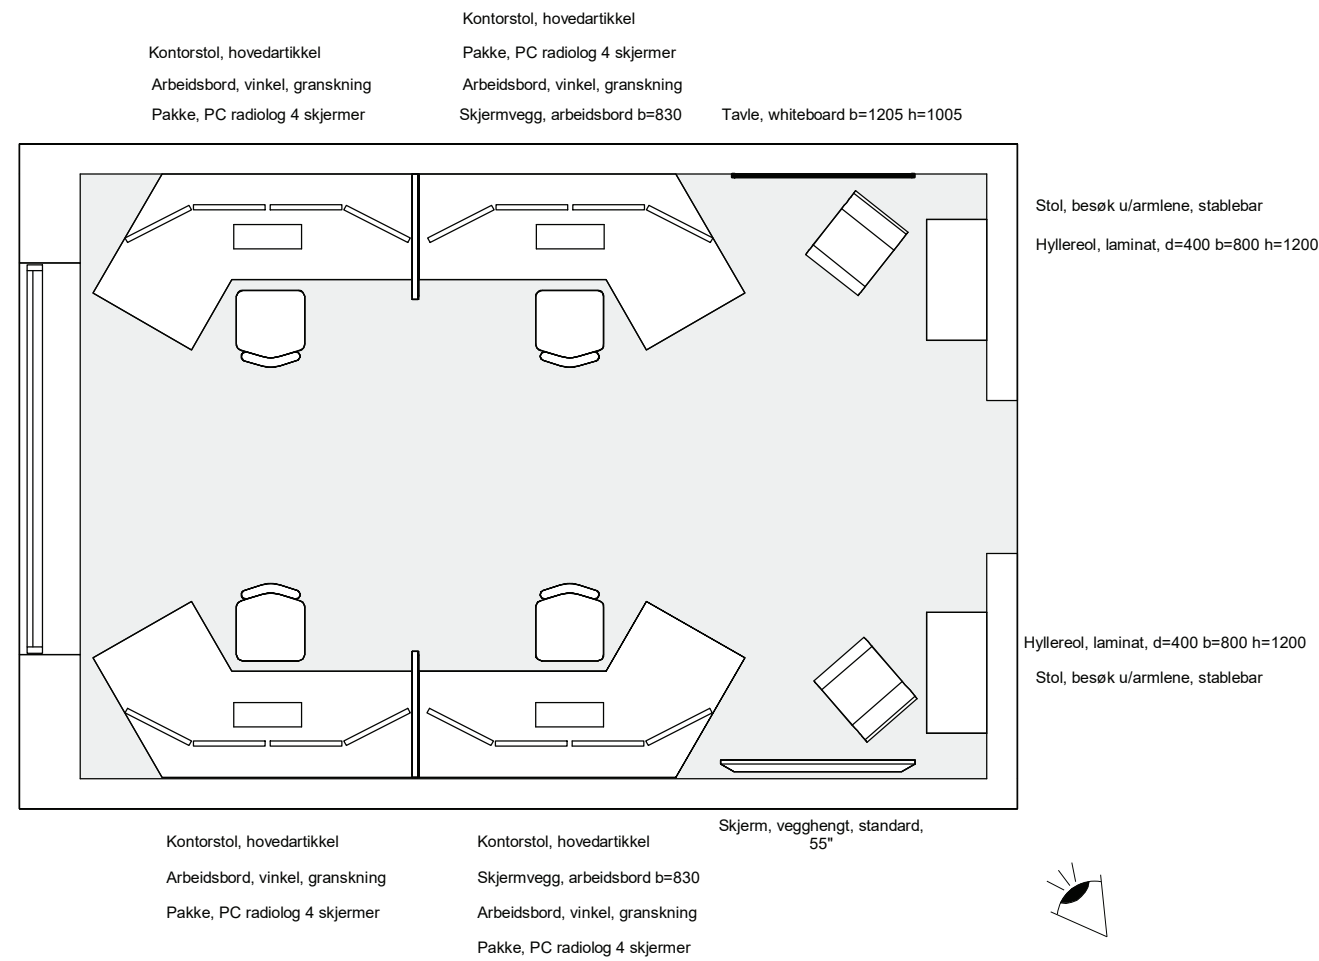 Kontorstol, hovedartikkel
Arbeidsbord, vinkel, granskning
Pakke, PC radiolog 4 skjermer
Kontorstol, hovedartikkel
Pakke, PC radiolog 4 skjermer
Arbeidsbord, vinkel, granskning
Skjermvegg, arbeidsbord b=830
Tavle, whiteboard b=1205 h=1005
Stol, besøk u/armlene, stablebar
Hyllereol, laminat, d=400 b=800 h=1200
Hyllereol, laminat, d=400 b=800 h=1200
Stol, besøk u/armlene, stablebar
Kontorstol, hovedartikkel
Arbeidsbord, vinkel, granskning
Pakke, PC radiolog 4 skjermer
Kontorstol, hovedartikkel
Skjermvegg, arbeidsbord b=830
Arbeidsbord, vinkel, granskning
Pakke, PC radiolog 4 skjermer
Skjerm, vegghengt, standard,
55"